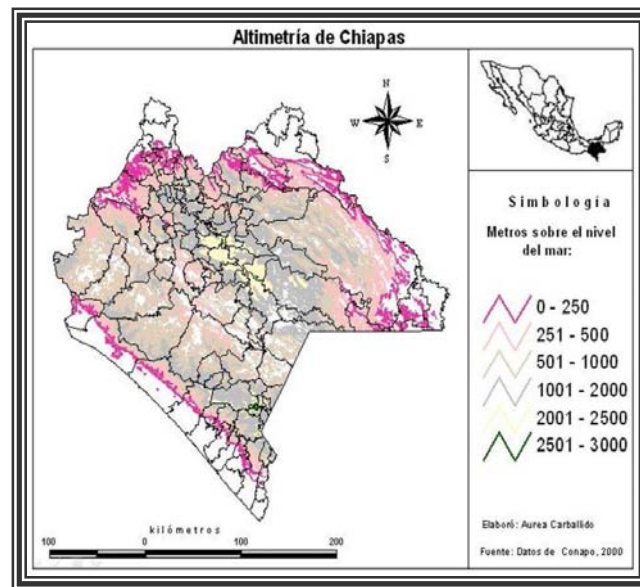 Altimetría de Chiapas
N
W E
S
Simbología
Metros sobre el nivel
del mar:
0 - 250
251 - 500
501 - 1000
1001 - 2000
2001 - 2500
2501 - 3000
kilómetros
100 0 100 200
Elaboró: Aurea Carballido
Fuente: Datos de Conapo, 2000